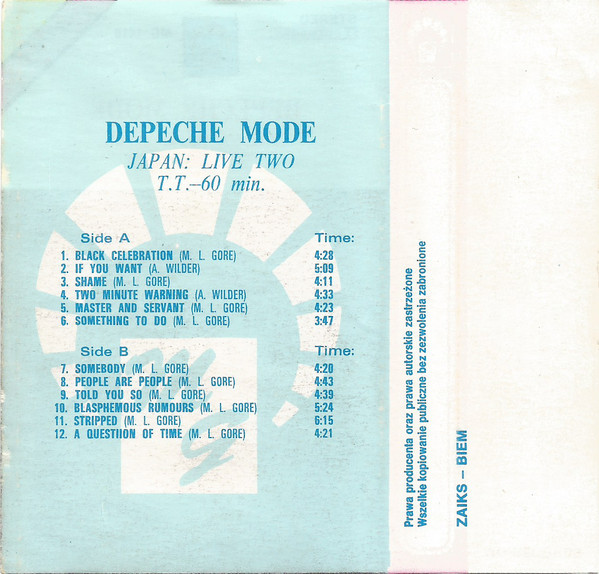 DEPECHE MODE
JAPAN: LIVE TWO
T.T.–60 min.
Side A Time:
1. BLACK CELEBRATION (M. L. GORE) 4:28
2. IF YOU WANT (A. WILDER) 5:09
3. SHAME (M. L. GORE) 4:11
4. TWO MINUTE WARNING (A. WILDER) 4:33
5. MASTER AND SERVANT (M. L. GORE) 4:23
6. SOMETHING TO DO (M. L. GORE) 3:47
Side B Time:
7. SOMEBODY (M. L. GORE) 4:20
8. PEOPLE ARE PEOPLE (M. L. GORE) 4:43
9. TOLD YOU SO (M. L. GORE) 4:39
10. BLASPHEMOUS RUMOURS (M. L. GORE) 5:24
11. STRIPPED (M. L. GORE) 6:15
12. A QUESTIION OF TIME (M. L. GORE) 4:21
Prawa producenta oraz prawa autorskie zastrzeżone
Wszelkie kopiowanie publiczne bez zezwolenia zabronione
ZAIKS – BIEM